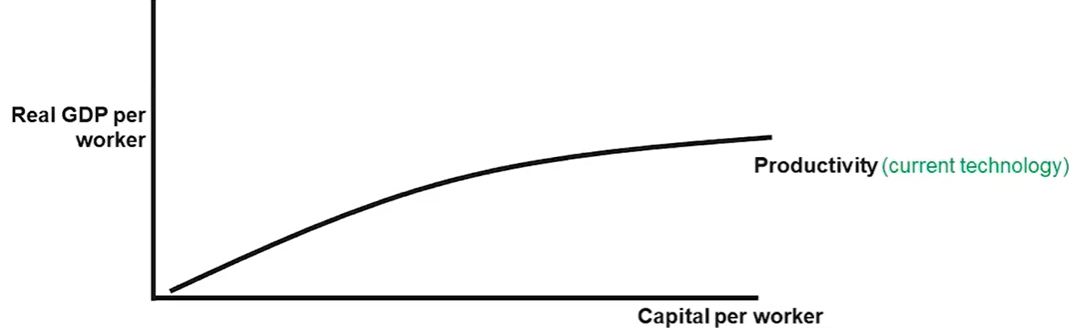 Real GDP per
worker
Productivity (current technology)
Capital per worker